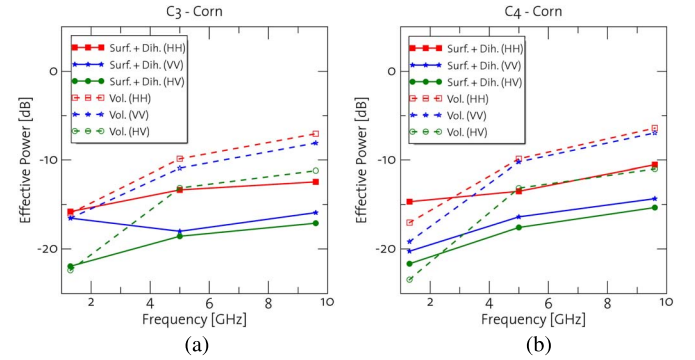 C3 - Corn
Effective Power [dB]
0
-10
-20
Surf. + Dih. (HH)
Surf. + Dih. (VV)
Surf. + Dih. (HV)
Vol. (HH)
Vol. (VV)
Vol. (HV)
2 4 6 8 10
Frequency [GHz]
(a)
C4 - Corn
Effective Power [dB]
0
-10
-20
Surf. + Dih. (HH)
Surf. + Dih. (VV)
Surf. + Dih. (HV)
Vol. (HH)
Vol. (VV)
Vol. (HV)
2 4 6 8 10
Frequency [GHz]
(b)